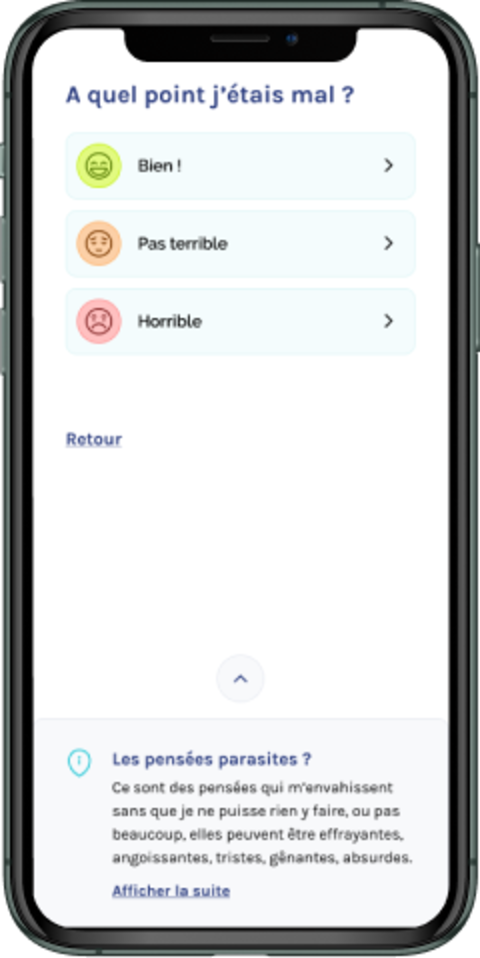 A quel point j'étais mal ?
Bien !
Pas terrible
Horrible
Retour
Les pensées parasites ?
Ce sont des pensées qui m'envahissent
sans que je ne puisse rien y faire, ou pas
beaucoup, elles peuvent être effrayantes,
angoissantes, tristes, gênantes, absurdes.
Afficher la suite